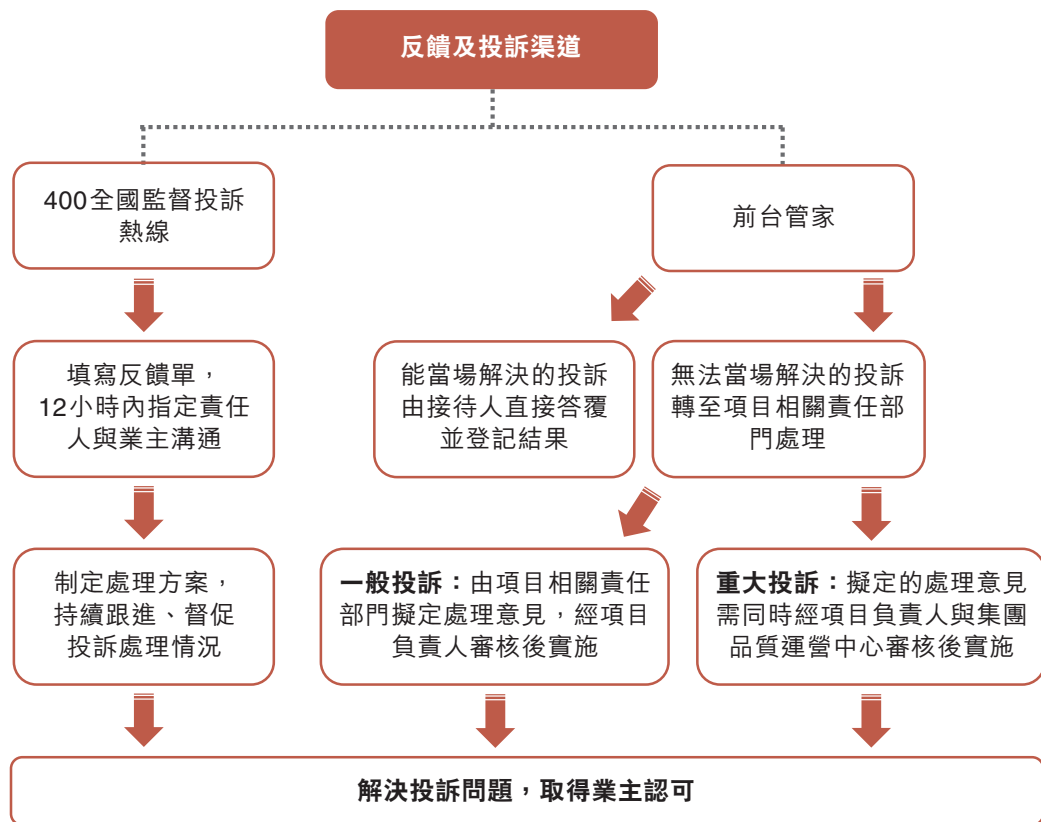 反饋及投訴渠道
400全國監督投訴
熱線
前台管家
填寫反饋單，
12小時內指定責任
人與業主溝通
能當場解決的投訴
由接待人直接答覆
並登記結果
無法當場解決的投訴
轉至項目相關責任部
門處理
制定處理方案，
持續跟進、督促
投訴處理情況
一般投訴：由項目相關責任
部門擬定處理意見，經項目
負責人審核後實施
重大投訴：擬定的處理意見
需同時經項目負責人與集團
品質運營中心審核後實施
解決投訴問題，取得業主認可